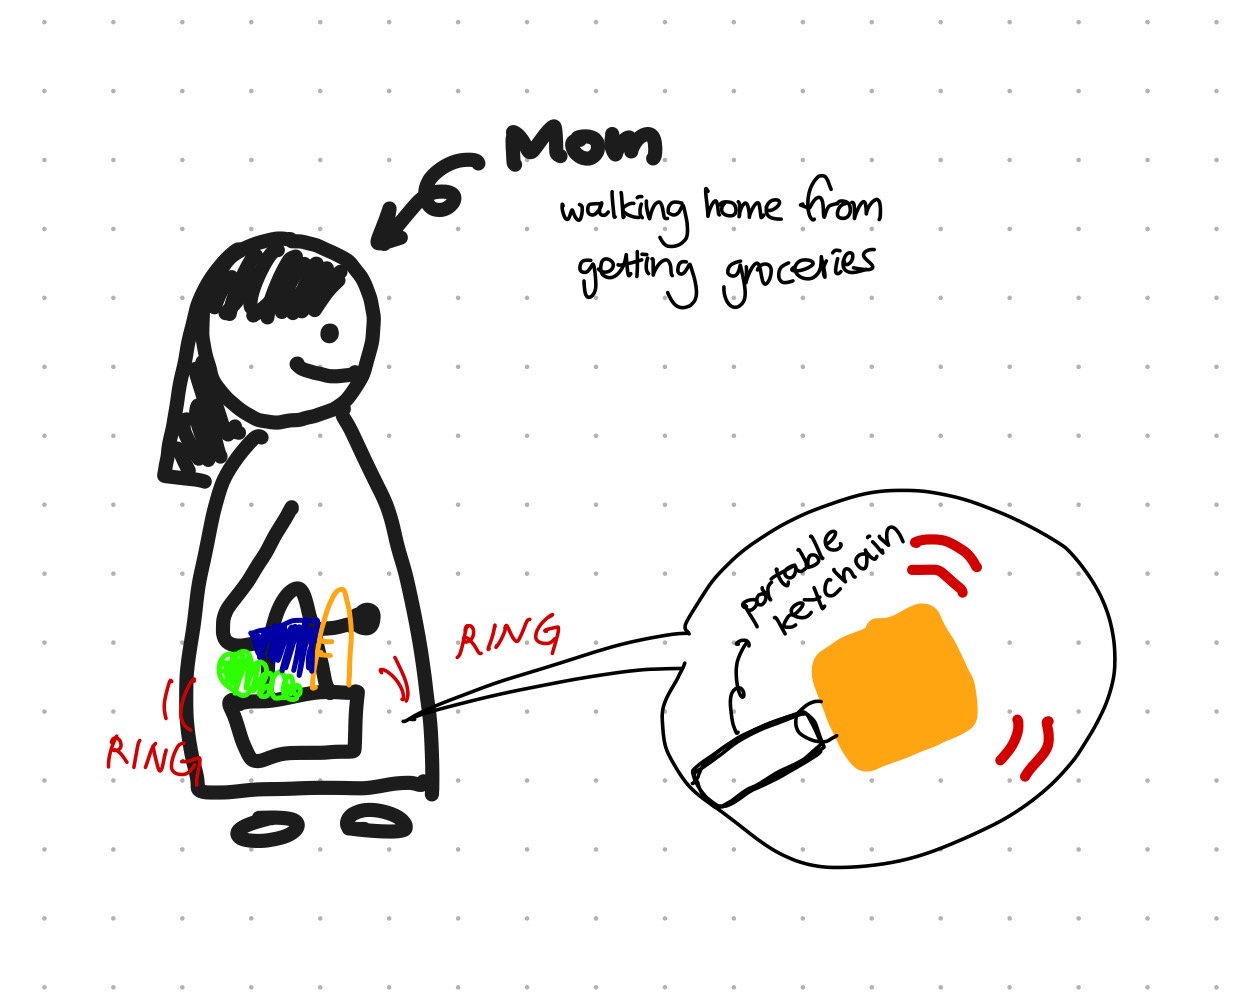 Mom
walking home from
getting groceries
portable
keychain
RING
RING